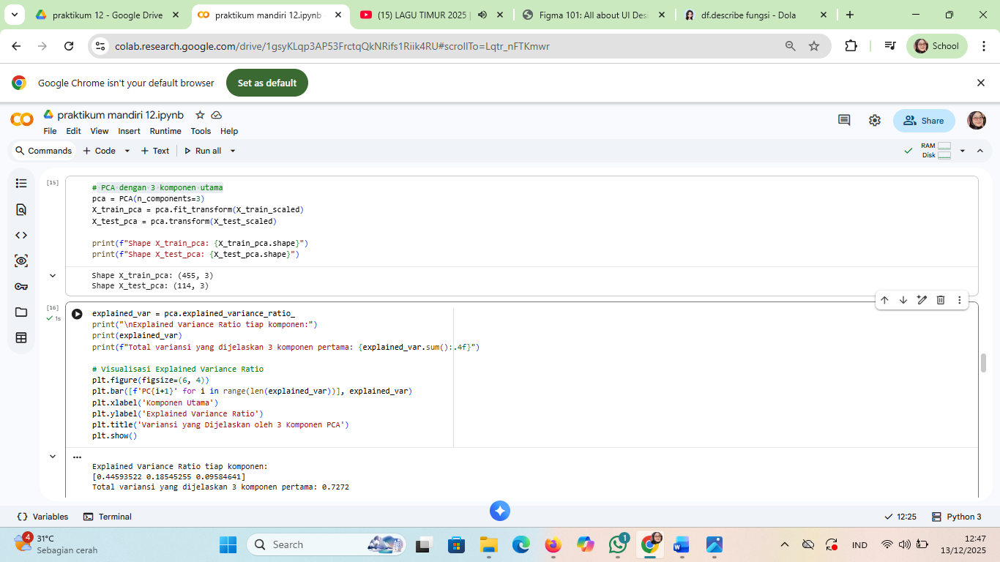 praktikum 12 - Google Drive
praktikum mandiri 12.ipynb
(15) LAGU TIMUR 2025 |
Figma 101: All about UI Desi
df.describe fungsi - Dola
colab.research.google.com/drive/1gsyKLqp3AP53FrctqQkNRifs1Riik4RU#scrollTo=Lqtr_nFTKmwr
School
Google Chrome isn't your default browser
Set as default
CO
praktikum mandiri 12.ipynb
Share
File Edit View Insert Runtime Tools Help
Commands + Code + Text Run all
RAM
Disk
[15]
# PCA dengan 3 komponen utama
pca = PCA(n_components=3)
X_train_pca = pca.fit_transform(X_train_scaled)
X_test_pca = pca.transform(X_test_scaled)
print(f"Shape X_train_pca: {X_train_pca.shape}")
print(f"Shape X_test_pca: {X_test_pca.shape}")
Shape X_train_pca: (455, 3)
Shape X_test_pca: (114, 3)
[16]
1s
explained_var = pca.explained_variance_ratio_
print("\nExplained Variance Ratio tiap komponen:")
print(explained_var)
print(f"Total variansi yang dijelaskan 3 komponen pertama: {explained_var.sum():.4f}")
# Visualisasi Explained Variance Ratio
plt.figure(figsize=(6, 4))
plt.bar([f'PC{i+1}' for i in range(len(explained_var))], explained_var)
plt.xlabel('Komponen Utama')
plt.ylabel('Explained Variance Ratio')
plt.title('Variansi yang Dijelaskan oleh 3 Komponen PCA')
plt.show()
...
Explained Variance Ratio tiap komponen:
[0.44593522 0.18545255 0.09584641]
Total variansi yang dijelaskan 3 komponen pertama: 0.7272
{} Variables
Terminal
12:25
Python 3
4
31°C
Sebagian cerah
Search
1
IND
12:47
13/12/2025